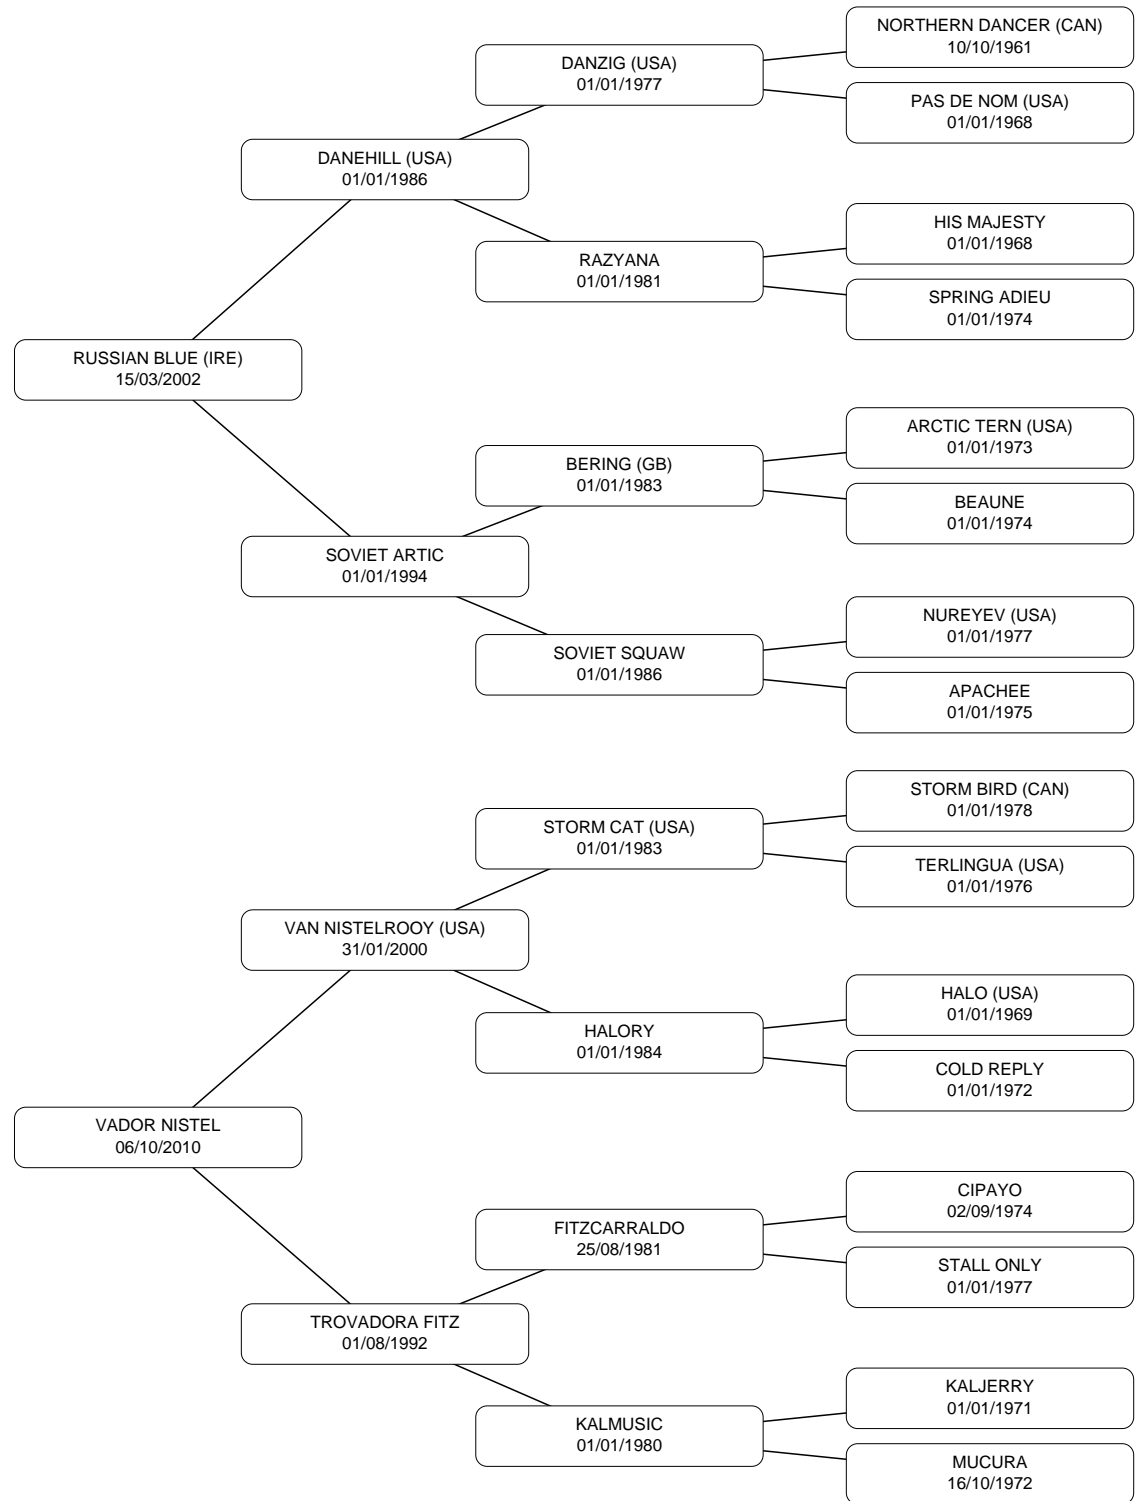 NORTHERN DANCER (CAN)
10/10/1961
DANZIG (USA)
01/01/1977
PAS DE NOM (USA)
01/01/1968
DANEHILL (USA)
01/01/1986
HIS MAJESTY
01/01/1968
RAZYANA
01/01/1981
SPRING ADIEU
01/01/1974
RUSSIAN BLUE (IRE)
15/03/2002
ARCTIC TERN (USA)
01/01/1973
BERING (GB)
01/01/1983
BEAUNE
01/01/1974
SOVIET ARTIC
01/01/1994
NUREYEV (USA)
01/01/1977
SOVIET SQUAW
01/01/1986
APACHEE
01/01/1975
STORM BIRD (CAN)
01/01/1978
STORM CAT (USA)
01/01/1983
TERLINGUA (USA)
01/01/1976
VAN NISTELROOY (USA)
31/01/2000
HALO (USA)
01/01/1969
HALORY
01/01/1984
COLD REPLY
01/01/1972
VADOR NISTEL
06/10/2010
CIPAYO
02/09/1974
FITZCARRALDO
25/08/1981
STALL ONLY
01/01/1977
TROVADORA FITZ
01/08/1992
KALJERRY
01/01/1971
KALMUSIC
01/01/1980
MUCURA
16/10/1972